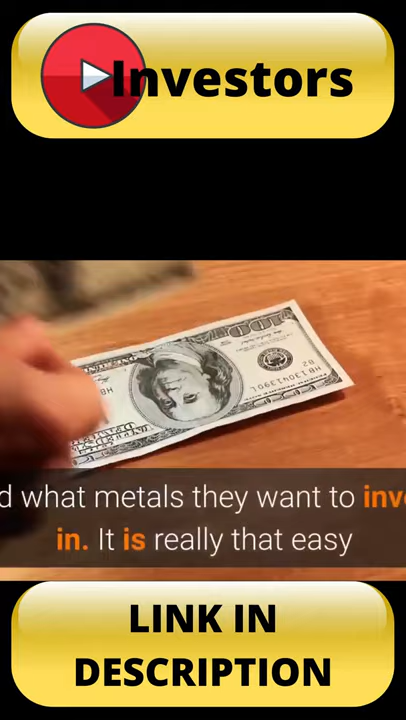 Investors
d what metals they want to inve
in. It is really that easy
LINK IN
DESCRIPTION